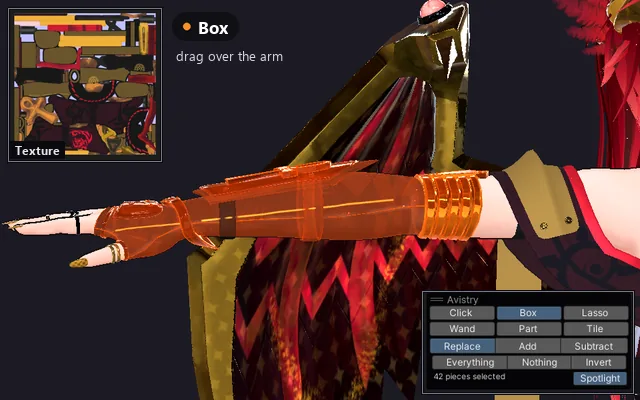 Box
drag over the arm
Texture
Avistry
Click Box Lasso
Wand Part Tile
Replace Add Subtract
Everything Nothing Invert
42 pieces selected Spotlight